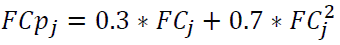 FCp_j = 0.3 * FC_j + 0.7 * FC_j^2